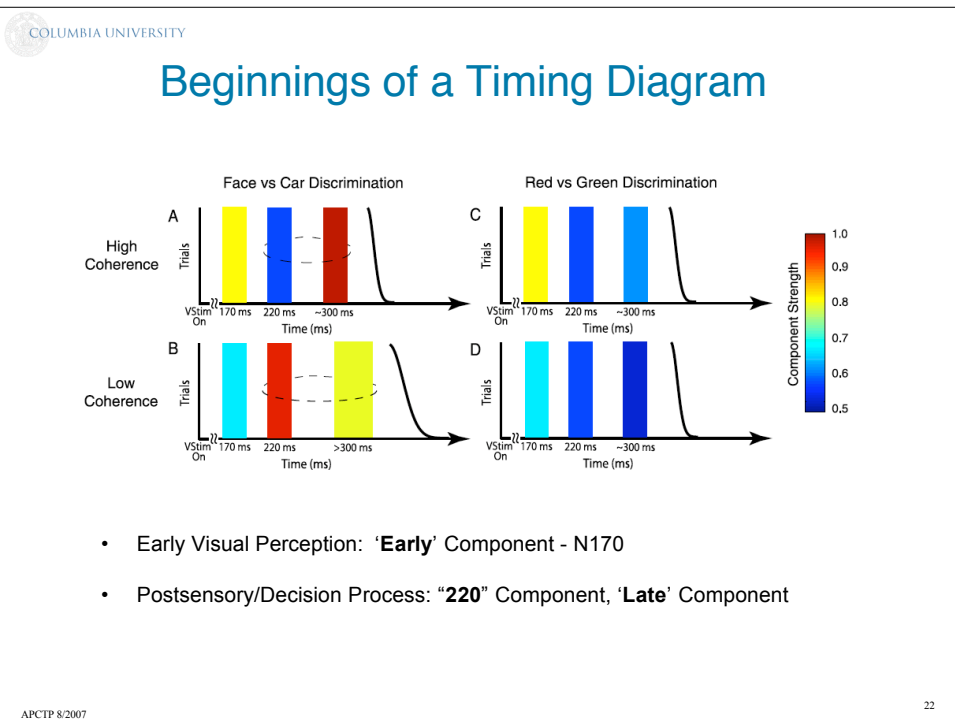 COLUMBIA UNIVERSITY
Beginnings of a Timing Diagram
Face vs Car Discrimination
Red vs Green Discrimination
High
Coherence
A
Trials
VStim
On
170 ms
220 ms
~300 ms
Time (ms)
C
Trials
VStim
On
170 ms
220 ms
~300 ms
Time (ms)
Low
Coherence
B
Trials
VStim
On
170 ms
220 ms
>300 ms
Time (ms)
D
Trials
VStim
On
170 ms
220 ms
~300 ms
Time (ms)
Component Strength
1.0
0.9
0.8
0.7
0.6
0.5
• Early Visual Perception: ‘Early’ Component - N170
• Postsensory/Decision Process: “220” Component, ‘Late’ Component
APCTP 8/2007
22